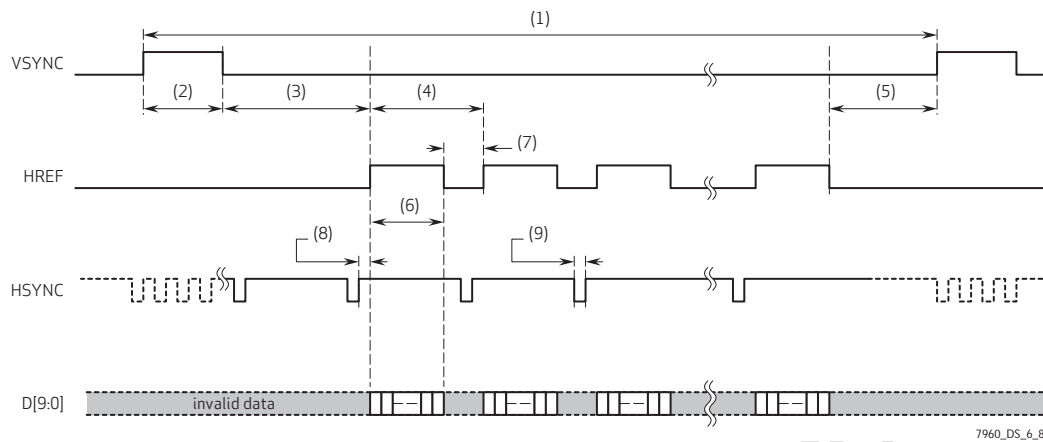 (1)
VSYNC
(2) (3) (4) (5)
(7)
HREF
(6)
(8) (9)
HSYNC
D[9:0] invalid data
7960_DS_6_8